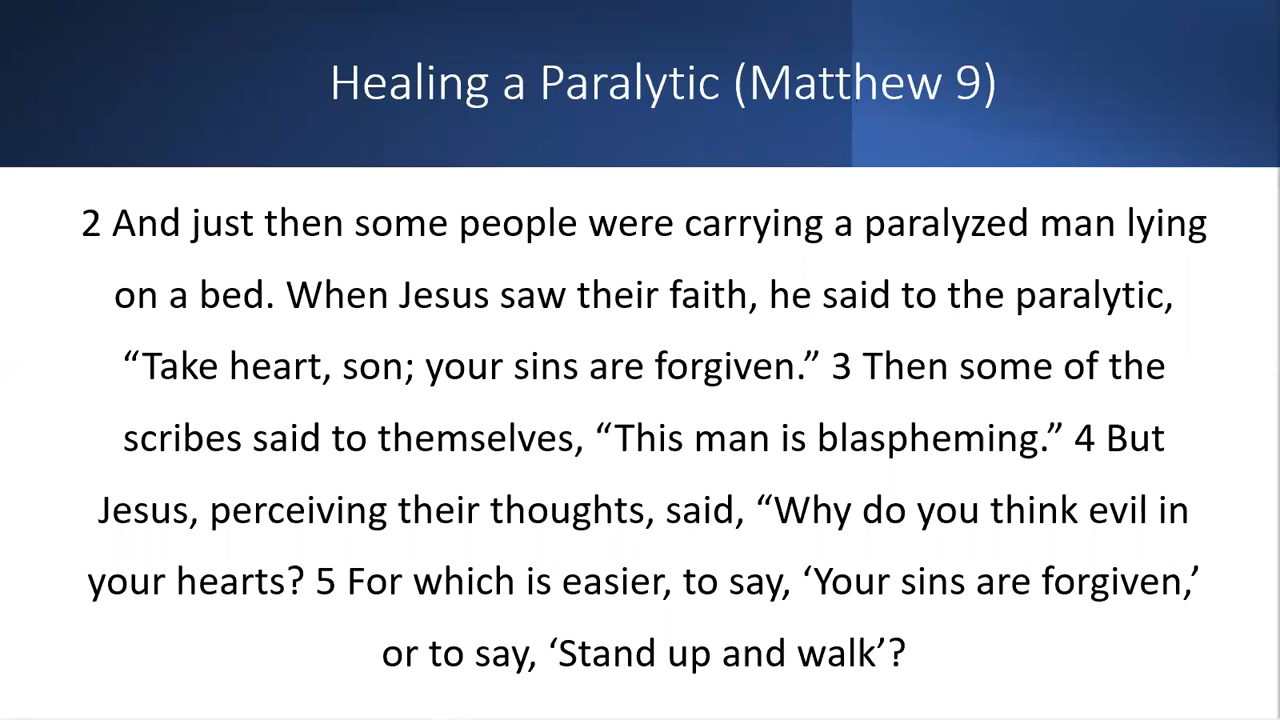 Healing a Paralytic (Matthew 9)
2 And just then some people were carrying a paralyzed man lying
on a bed. When Jesus saw their faith, he said to the paralytic,
“Take heart, son; your sins are forgiven.” 3 Then some of the
scribes said to themselves, “This man is blaspheming.” 4 But
Jesus, perceiving their thoughts, said, “Why do you think evil in
your hearts? 5 For which is easier, to say, ‘Your sins are forgiven,’
or to say, ‘Stand up and walk’?